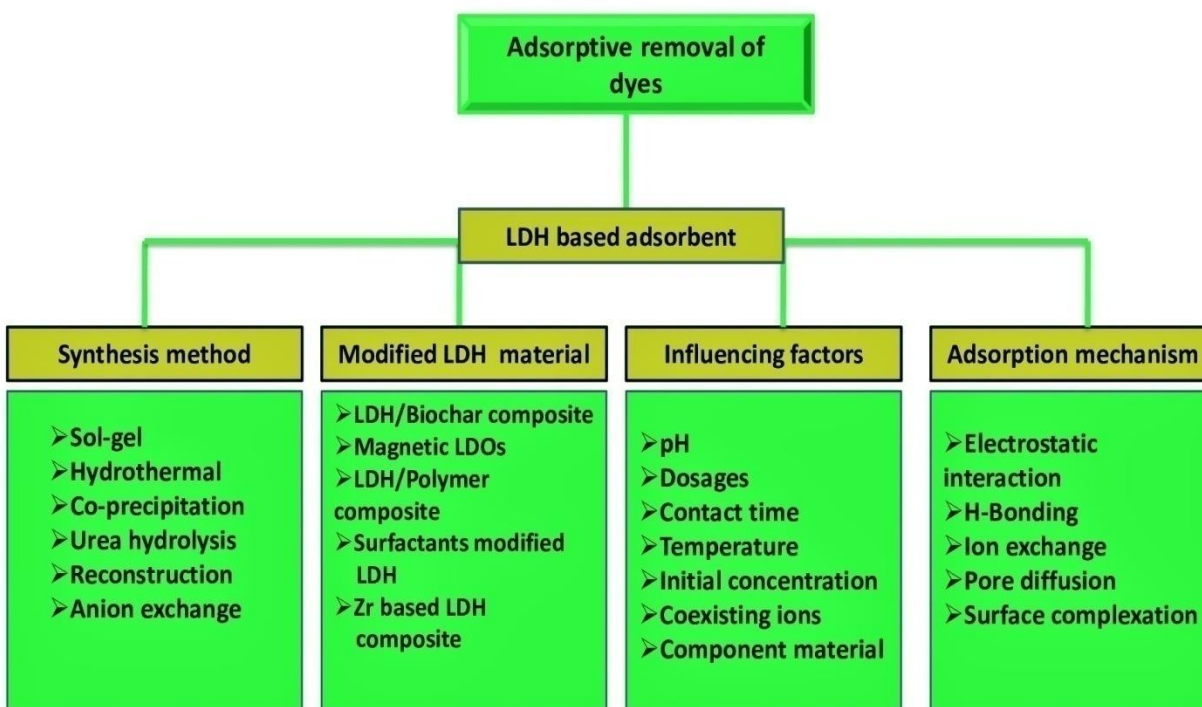 Adsorptive removal of
dyes
LDH based adsorbent
Synthesis method
➢Sol-gel
➢Hydrothermal
➢Co-precipitation
➢Urea hydrolysis
➢Reconstruction
➢Anion exchange
Modified LDH material
➢LDH/Biochar composite
➢Magnetic LDOs
➢LDH/Polymer
composite
➢Surfactants modified
LDH
➢Zr based LDH
composite
Influencing factors
➢pH
➢Dosages
➢Contact time
➢Temperature
➢Initial concentration
➢Coexisting ions
➢Component material
Adsorption mechanism
➢Electrostatic
interaction
➢H-Bonding
➢Ion exchange
➢Pore diffusion
➢Surface complexation